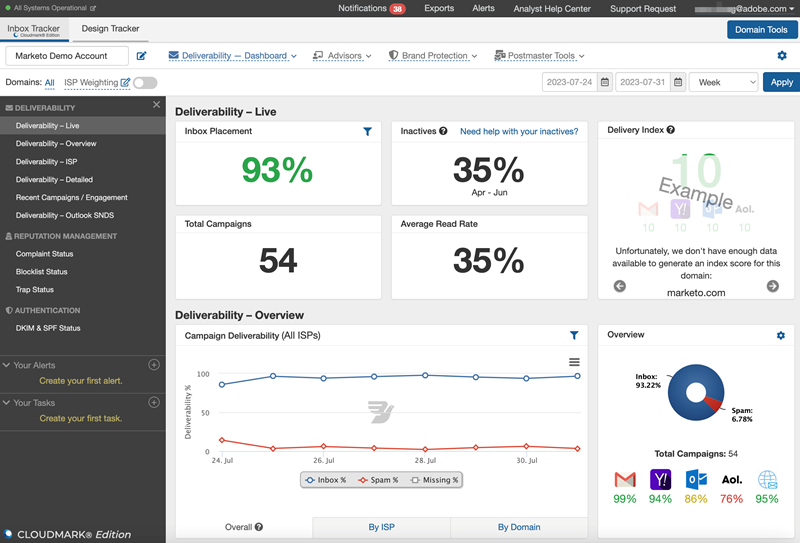 All Systems Operational
Notifications 38 Exports Alerts Analyst Help Center Support Request @adobe.com
Inbox Tracker
Cloudmark® Edition
Design Tracker
Domain Tools
Marketo Demo Account
Deliverability — Dashboard
Advisors
Brand Protection
Postmaster Tools
Domains: All ISP Weighting
2023-07-24
2023-07-31
Week
Apply
DELIVERABILITY
Deliverability – Live
Deliverability – Overview
Deliverability – ISP
Deliverability – Detailed
Recent Campaigns / Engagement
Deliverability – Outlook SNDS
REPUTATION MANAGEMENT
Complaint Status
Blocklist Status
Trap Status
AUTHENTICATION
DKIM & SPF Status
Your Alerts
Create your first alert.
Your Tasks
Create your first task.
CLOUDMARK® Edition
Deliverability – Live
Inbox Placement
93%
Inactives
Need help with your inactives?
35%
Apr - Jun
Total Campaigns
54
Average Read Rate
35%
Delivery Index
10
Example
Aol.
10 10 10 10
Unfortunately, we don't have enough data
available to generate an index score for this
domain:
marketo.com
Deliverability – Overview
Campaign Deliverability (All ISPs)
Deliverability %
100
50
0
24. Jul 26. Jul 28. Jul 30. Jul
Inbox % Spam % Missing %
Overall
By ISP
By Domain
Overview
Inbox:
93.22%
Spam:
6.78%
Total Campaigns: 54
Aol.
99% 94% 86% 76% 95%